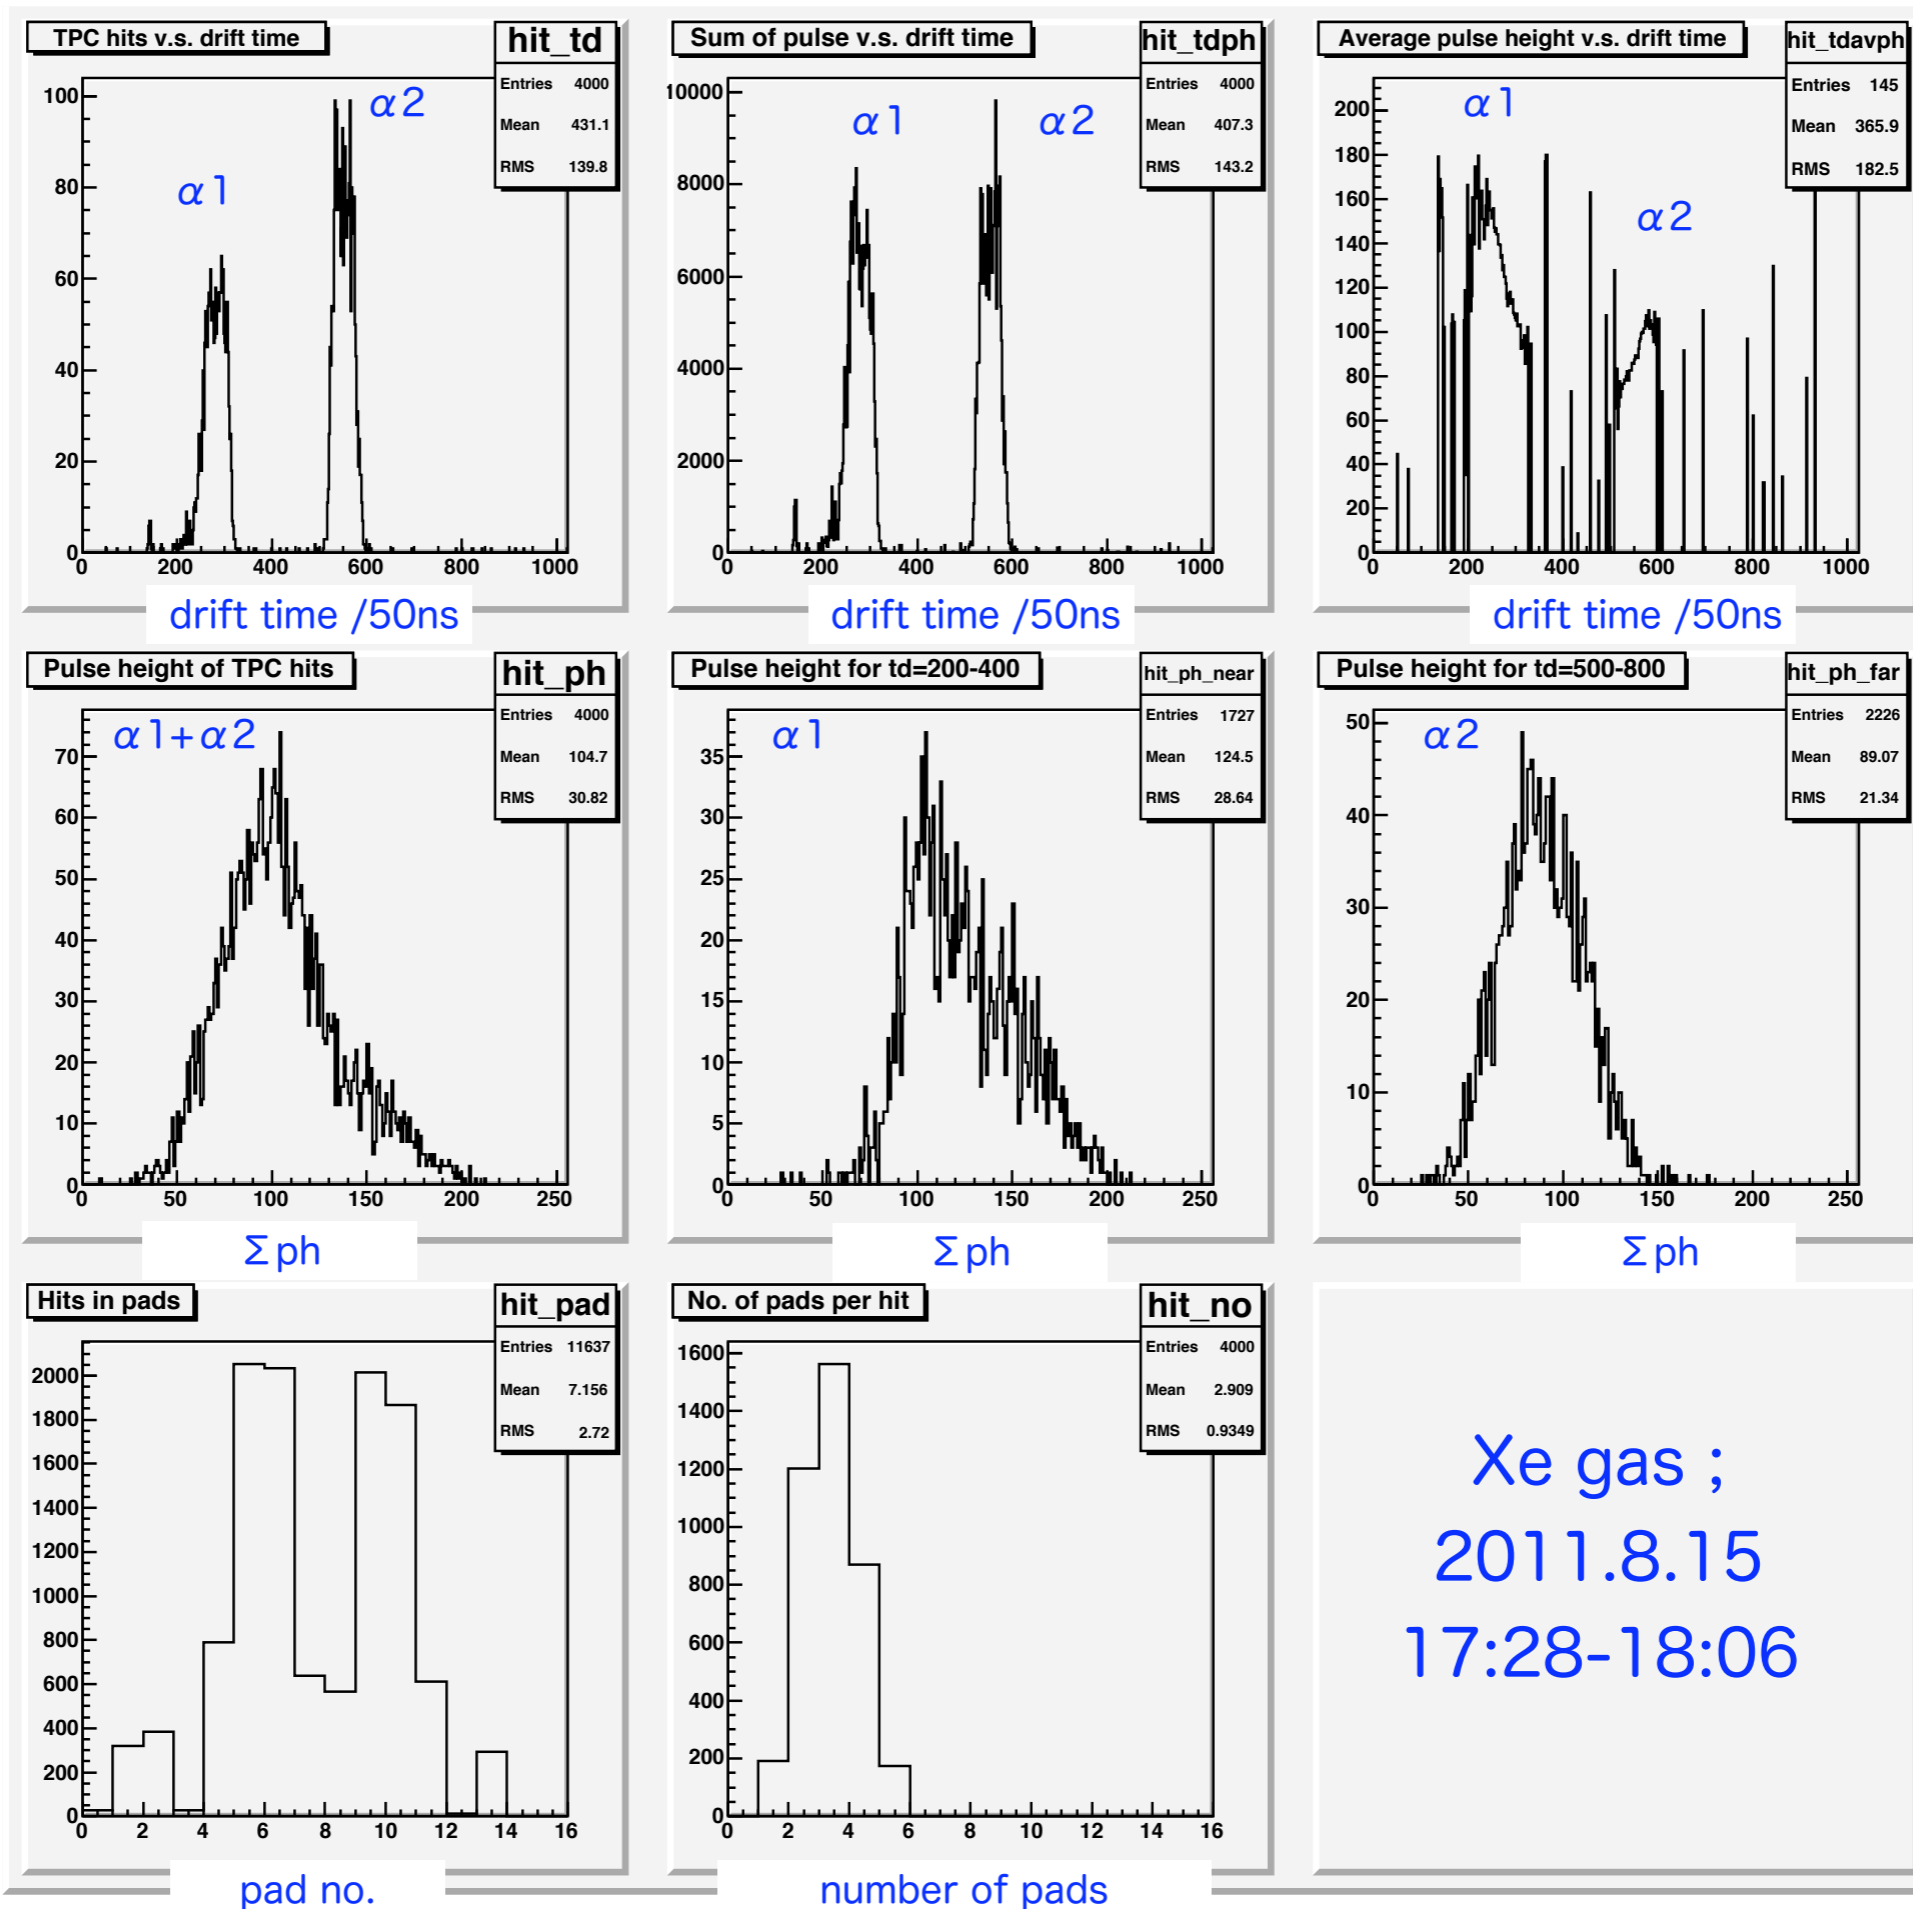 TPC hits v.s. drift time
hit_td
Entries 4000
Mean 431.1
RMS 139.8
α1
α2
100
80
60
40
20
0
0 200 400 600 800 1000
drift time /50ns
Sum of pulse v.s. drift time
hit_tdph
Entries 4000
Mean 407.3
RMS 143.2
α1
α2
10000
8000
6000
4000
2000
0
0 200 400 600 800 1000
drift time /50ns
Average pulse height v.s. drift time
hit_tdavph
Entries 145
Mean 365.9
RMS 182.5
α1
α2
200
180
160
140
120
100
80
60
40
20
0
0 200 400 600 800 1000
drift time /50ns
Pulse height of TPC hits
hit_ph
Entries 4000
Mean 104.7
RMS 30.82
α1+α2
70
60
50
40
30
20
10
0
0 50 100 150 200 250
Σph
Pulse height for td=200-400
hit_ph_near
Entries 1727
Mean 124.5
RMS 28.64
α1
35
30
25
20
15
10
5
0
0 50 100 150 200 250
Σph
Pulse height for td=500-800
hit_ph_far
Entries 2226
Mean 89.07
RMS 21.34
α2
50
40
30
20
10
0
0 50 100 150 200 250
Σph
Hits in pads
hit_pad
Entries 11637
Mean 7.156
RMS 2.72
2000
1800
1600
1400
1200
1000
800
600
400
200
0
0 2 4 6 8 10 12 14 16
pad no.
No. of pads per hit
hit_no
Entries 4000
Mean 2.909
RMS 0.9349
1600
1400
1200
1000
800
600
400
200
0
0 2 4 6 8 10 12 14 16
number of pads
Xe gas ;
2011.8.15
17:28-18:06